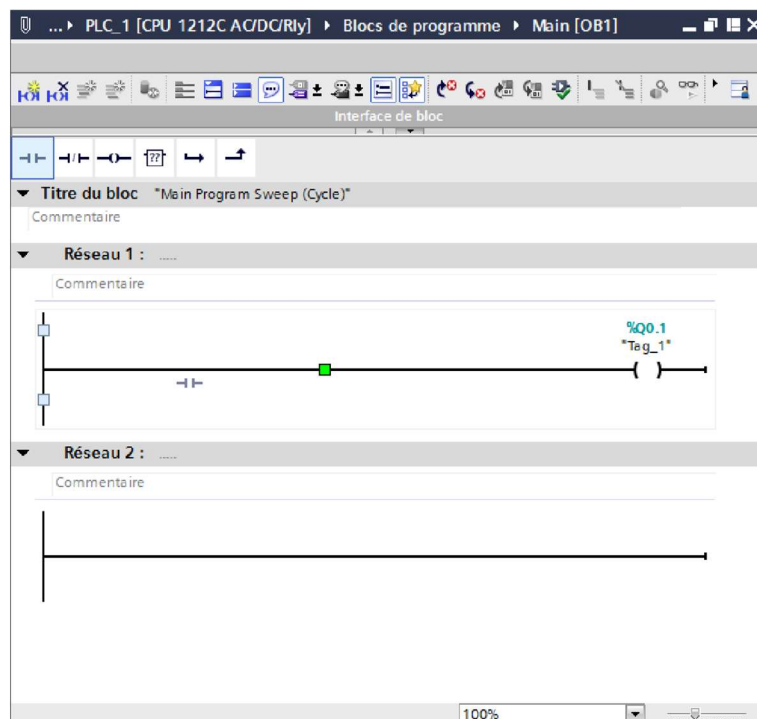 ... PLC_1 [CPU 1212C AC/DC/Rly] Blocs de programme Main [OB1]
Interface de bloc
??
Titre du bloc "Main Program Sweep (Cycle)"
Commentaire
Réseau 1 : .....
Commentaire
%Q0.1
"Tag_1"
Réseau 2 : .....
Commentaire
100%